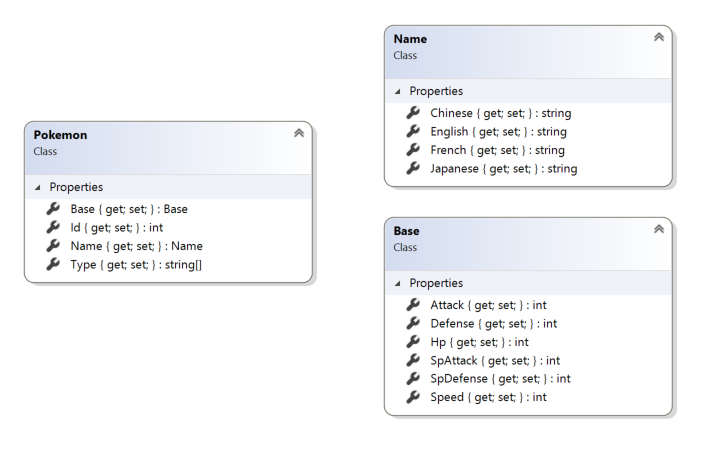 Pokemon
Class
Properties
Base { get; set; } : Base
Id { get; set; } : int
Name { get; set; } : Name
Type { get; set; } : string[]
Name
Class
Properties
Chinese { get; set; } : string
English { get; set; } : string
French { get; set; } : string
Japanese { get; set; } : string
Base
Class
Properties
Attack { get; set; } : int
Defense { get; set; } : int
Hp { get; set; } : int
SpAttack { get; set; } : int
SpDefense { get; set; } : int
Speed { get; set; } : int